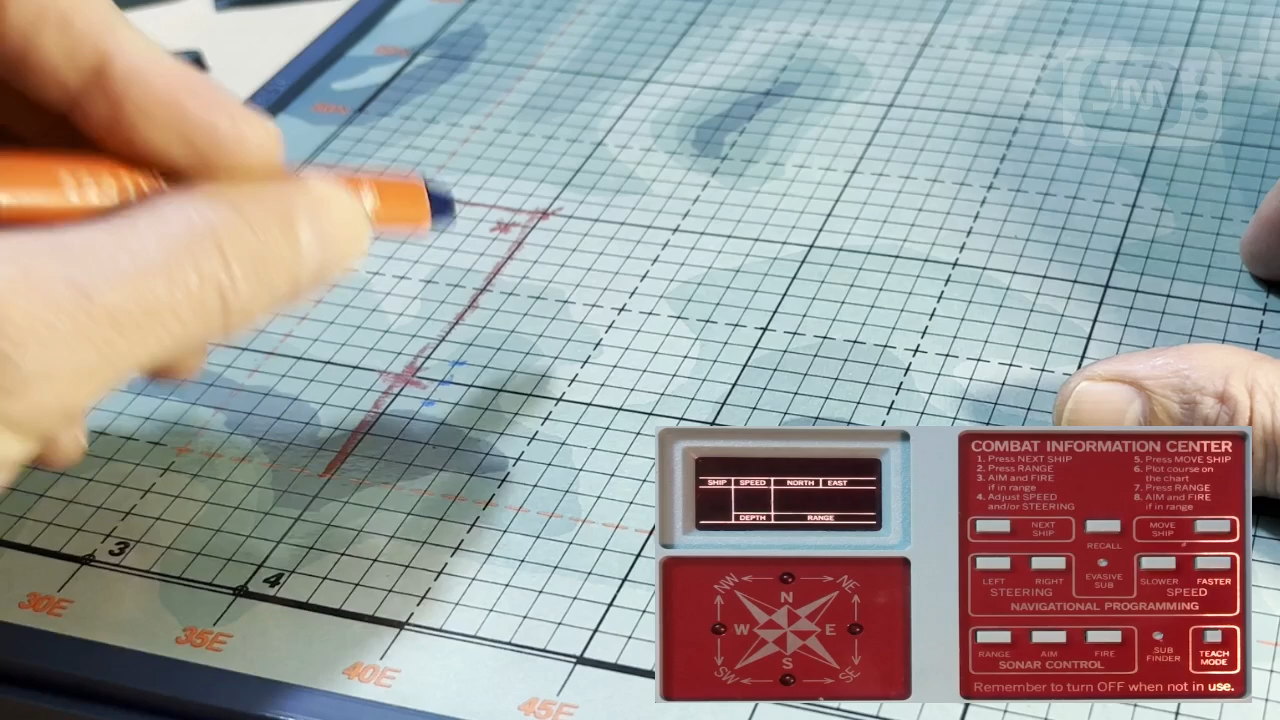 3
4
30E
35E
40E
45E
SHIP SPEED NORTH EAST
DEPTH RANGE
NW NE
N
W E
S
SW SE
COMBAT INFORMATION CENTER
1. Press NEXT SHIP
2. Press RANGE
3. AIM and FIRE
if in range
4. Adjust SPEED
and/or STEERING
5. Press MOVE SHIP
6. Plot course on
the chart
7. Press RANGE
8. AIM and FIRE
if in range
NEXT
SHIP
RECALL
MOVE
SHIP
LEFT RIGHT
STEERING
EVASIVE
SUB
SLOWER FASTER
SPEED
NAVIGATIONAL PROGRAMMING
RANGE AIM FIRE
SONAR CONTROL
SUB
FINDER
TEACH
MODE
Remember to turn OFF when not in use.